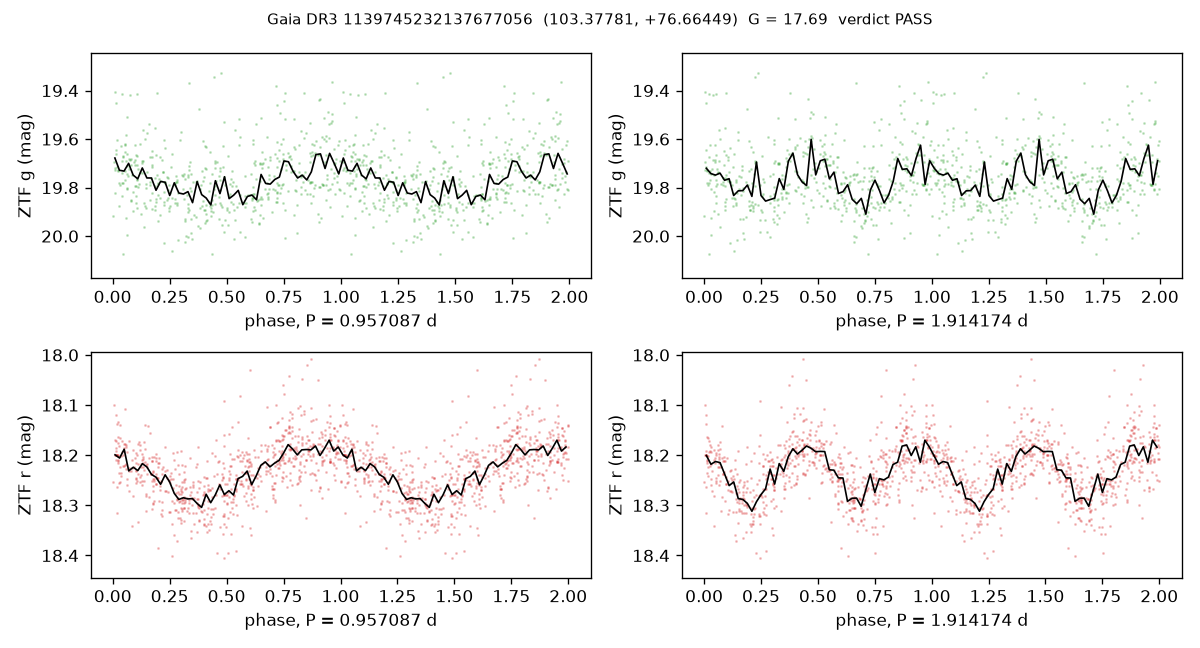 Gaia DR3 1139745232137677056 (103.37781, +76.66449) G = 17.69 verdict PASS
ZTF g (mag)
19.4
19.6
19.8
20.0
0.00 0.25 0.50 0.75 1.00 1.25 1.50 1.75 2.00
phase, P = 0.957087 d
ZTF g (mag)
19.4
19.6
19.8
20.0
0.00 0.25 0.50 0.75 1.00 1.25 1.50 1.75 2.00
phase, P = 1.914174 d
ZTF r (mag)
18.0
18.1
18.2
18.3
18.4
0.00 0.25 0.50 0.75 1.00 1.25 1.50 1.75 2.00
phase, P = 0.957087 d
ZTF r (mag)
18.0
18.1
18.2
18.3
18.4
0.00 0.25 0.50 0.75 1.00 1.25 1.50 1.75 2.00
phase, P = 1.914174 d